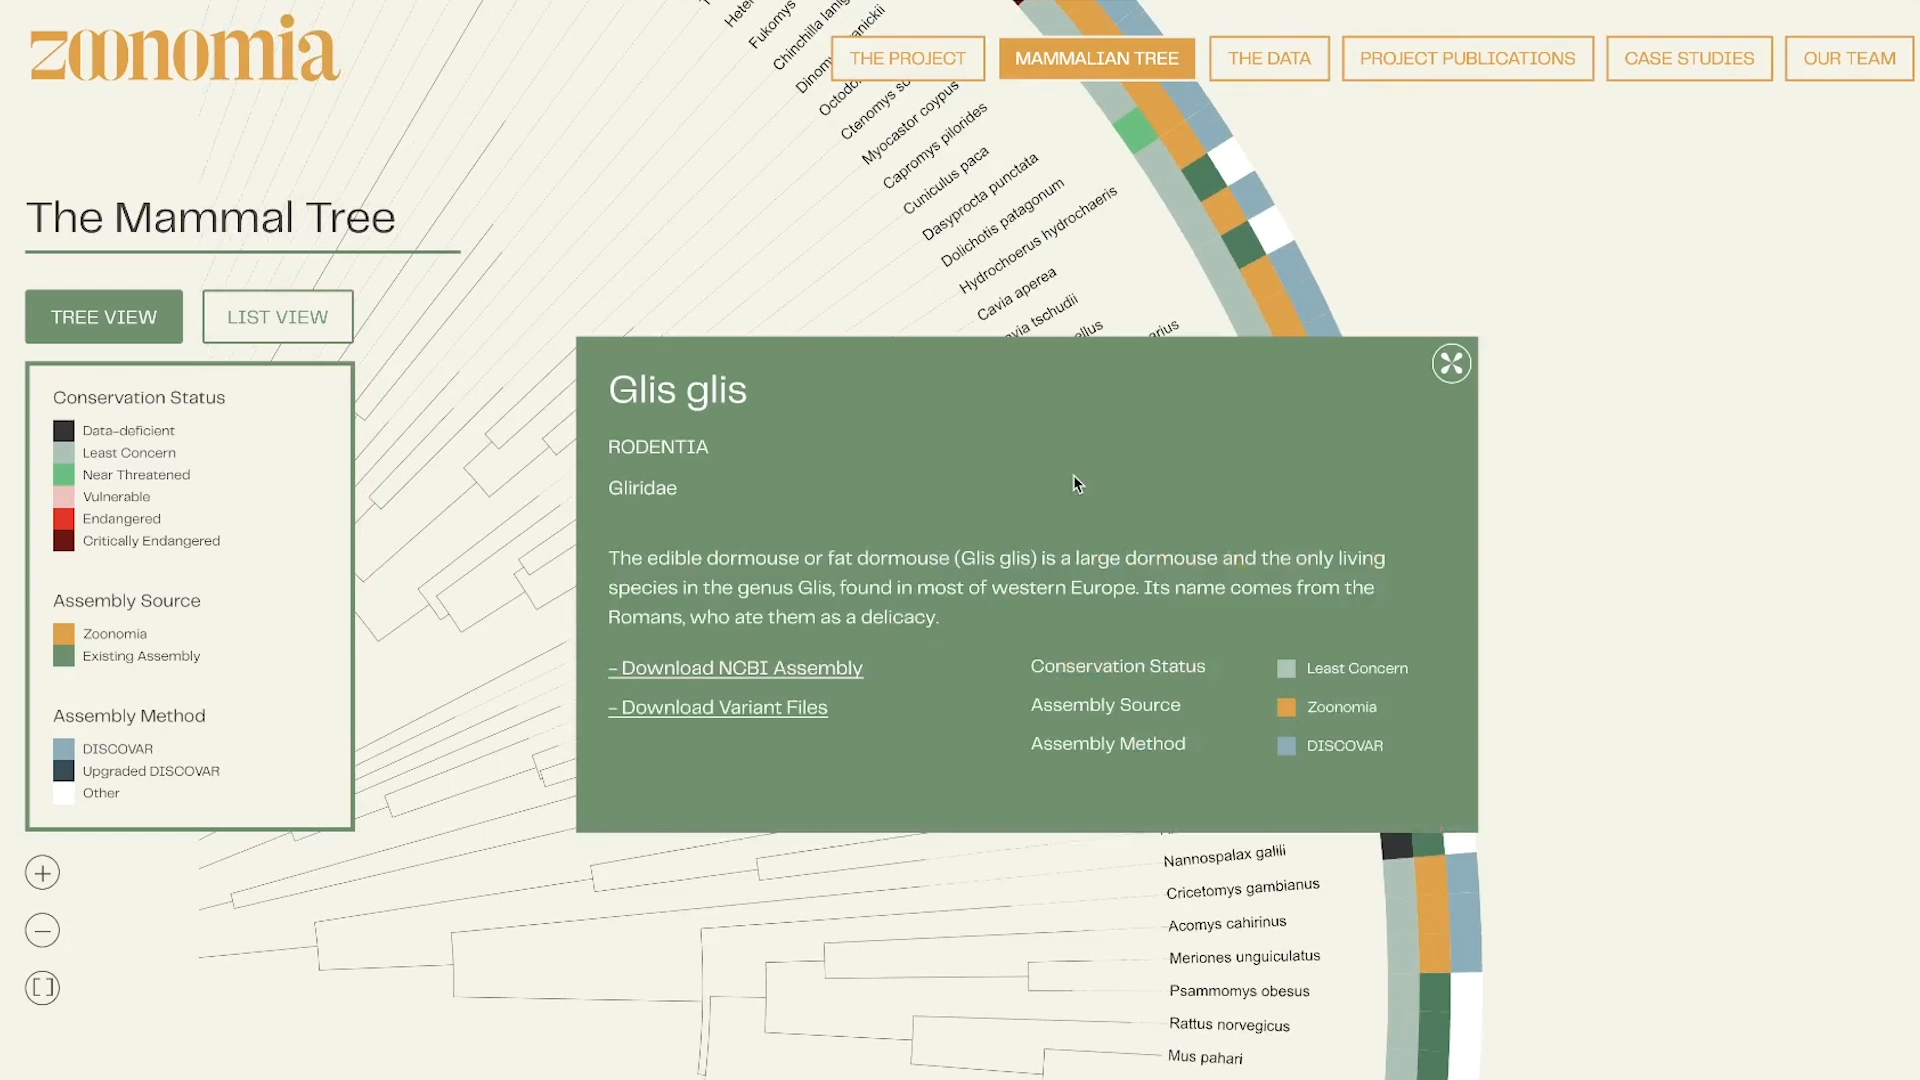 zoonomia
THE PROJECT
MAMMALIAN TREE
THE DATA
PROJECT PUBLICATIONS
CASE STUDIES
OUR TEAM
Fukomys
Chinchilla
Myocastor coypus
Capromys pilorides
Cuniculus paca
Dasyprocta punctata
Dolichotis patagonum
Hydrochoerus hydrochaeris
Cavia aperea
tschudii
The Mammal Tree
TREE VIEW
LIST VIEW
Conservation Status
Data-deficient
Least Concern
Near Threatened
Vulnerable
Endangered
Critically Endangered
Assembly Source
Zoonomia
Existing Assembly
Assembly Method
DISCOVAR
Upgraded DISCOVAR
Other
Glis glis
RODENTIA
Gliridae
The edible dormouse or fat dormouse (Glis glis) is a large dormouse and the only living
species in the genus Glis, found in most of western Europe. Its name comes from the
Romans, who ate them as a delicacy.
- Download NCBI Assembly
- Download Variant Files
Conservation Status
Least Concern
Assembly Source
Zoonomia
Assembly Method
DISCOVAR
Nannospalax galili
Cricetomys gambianus
Acomys cahirinus
Meriones unguiculatus
Psammomys obesus
Rattus norvegicus
Mus pahari